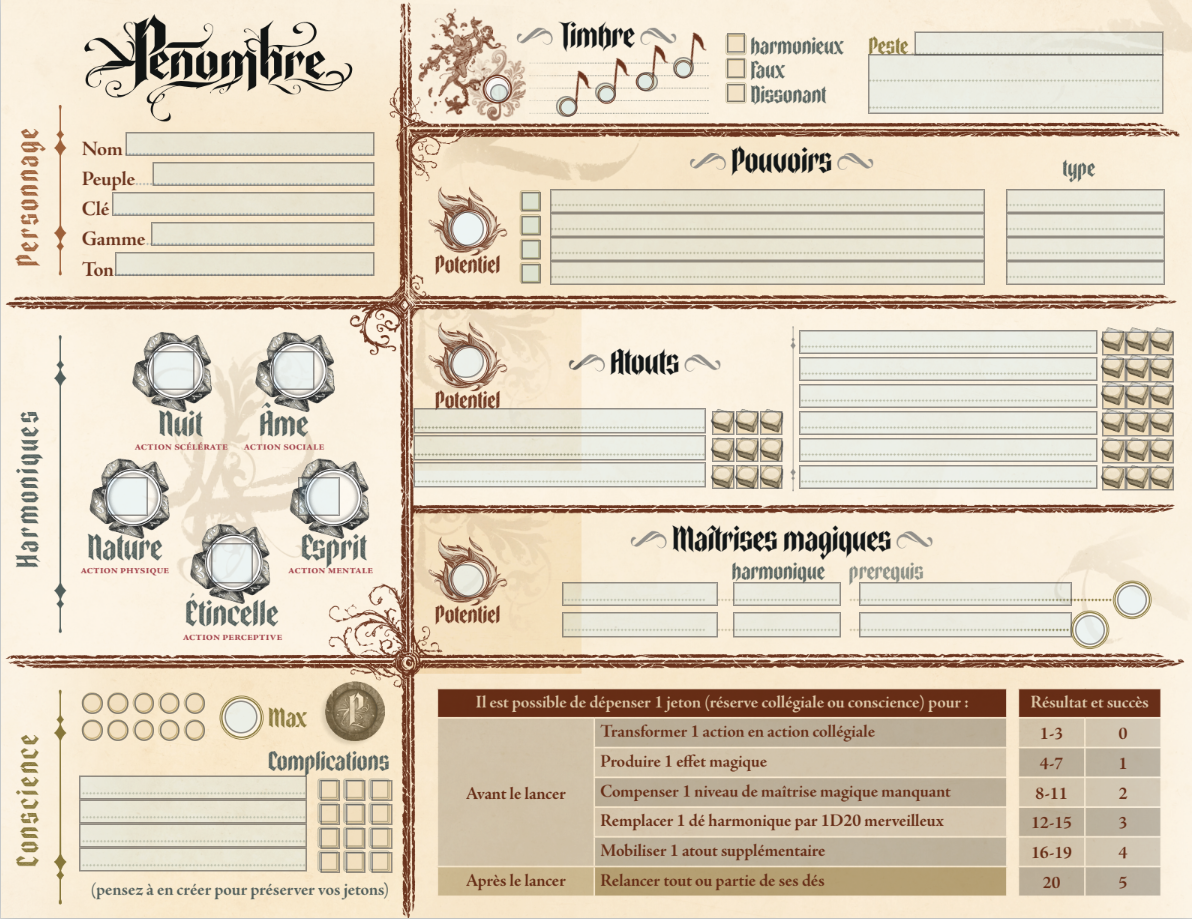 Penombre
Personnage
Nom
Peuple
Clé
Gamme
Ton
Timbre
harmonieux
faux
Dissonant
Peste
Pouvoirs
type
Potentiel
Harmoniques
Nuit
ACTION SCÉLÉRATE
Âme
ACTION SOCIALE
Nature
ACTION PHYSIQUE
Esprit
ACTION MENTALE
Étincelle
ACTION PERCEPTIVE
Potentiel
Atouts
Maîtrises magiques
harmonique prerequis
Potentiel
Conscience
Max
P
Complications
(pensez à en créer pour préserver vos jetons)
Il est possible de dépenser 1 jeton (réserve collégiale ou conscience) pour :
Avant le lancer
Transformer 1 action en action collégiale
Produire 1 effet magique
Compenser 1 niveau de maîtrise magique manquant
Remplacer 1 dé harmonique par 1D20 merveilleux
Mobiliser 1 atout supplémentaire
Après le lancer
Relancer tout ou partie de ses dés
Résultat et succès
1-3 0
4-7 1
8-11 2
12-15 3
16-19 4
20 5